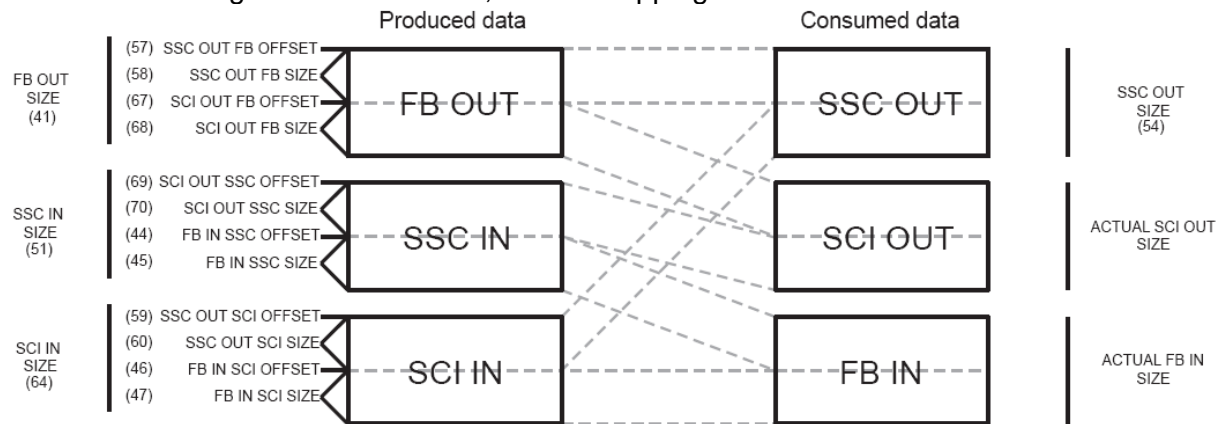 Produced data
Consumed data
(57) SSC OUT FB OFFSET
(58) SSC OUT FB SIZE
(67) SCI OUT FB OFFSET
(68) SCI OUT FB SIZE
FB OUT
SIZE
(41)
FB OUT
SSC OUT
SSC OUT
SIZE
(54)
(69) SCI OUT SSC OFFSET
(70) SCI OUT SSC SIZE
(44) FB IN SSC OFFSET
(45) FB IN SSC SIZE
SSC IN
SIZE
(51)
SSC IN
SCI OUT
ACTUAL SCI OUT
SIZE
(59) SSC OUT SCI OFFSET
(60) SSC OUT SCI SIZE
(46) FB IN SCI OFFSET
(47) FB IN SCI SIZE
SCI IN
SIZE
(64)
SCI IN
FB IN
ACTUAL FB IN
SIZE